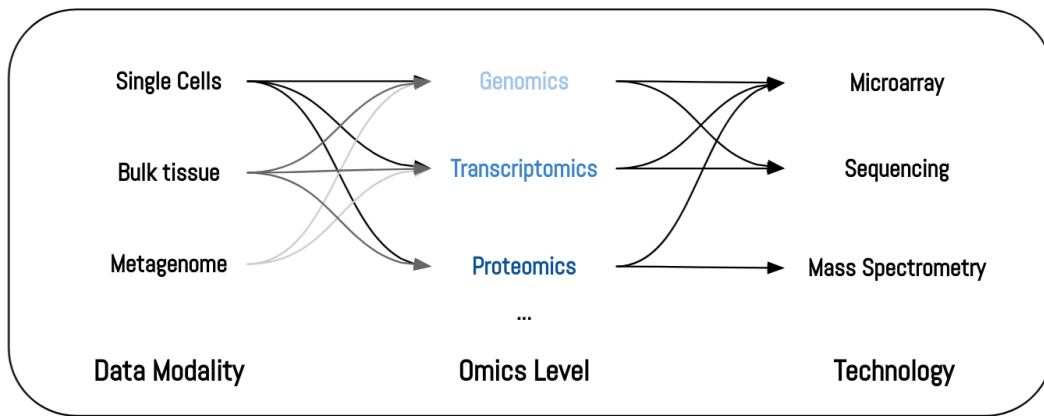 Single Cells
Genomics
Microarray
Bulk tissue
Transcriptomics
Sequencing
Metagenome
Proteomics
Mass Spectrometry
...
Data Modality
Omics Level
Technology